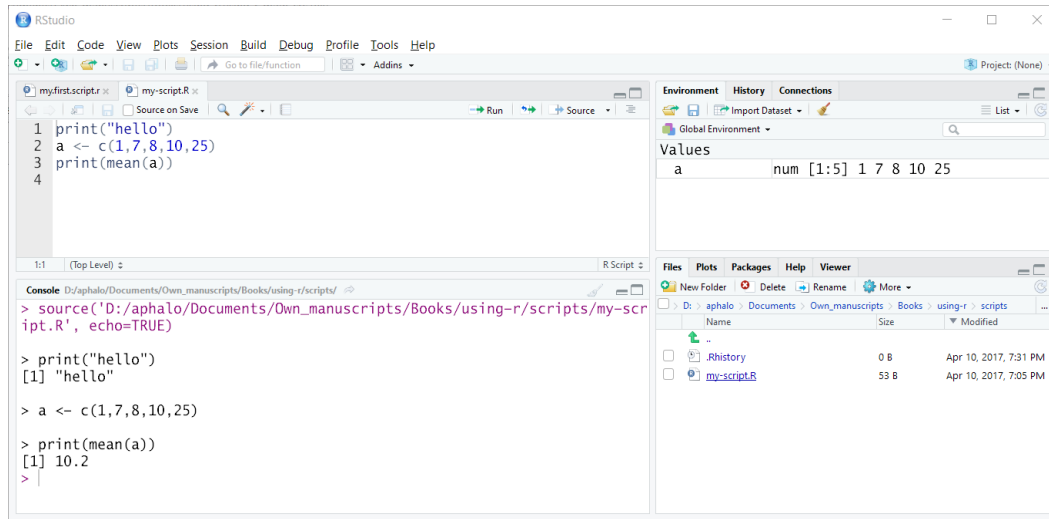 RStudio
File Edit Code View Plots Session Build Debug Profile Tools Help
Go to file/function Addins Project: (None)
my.first.script.r my-script.R
Source on Save Run Source
1 print("hello")
2 a <- c(1,7,8,10,25)
3 print(mean(a))
4
1:1 (Top Level) R Script
Console D:/aphalo/Documents/Own_manuscripts/Books/using-r/scripts/
> source('D:/aphalo/Documents/Own_manuscripts/Books/using-r/scripts/my-scr
ipt.R', echo=TRUE)
> print("hello")
[1] "hello"
> a <- c(1,7,8,10,25)
> print(mean(a))
[1] 10.2
>
Environment History Connections
Import Dataset List
Global Environment
Values
a num [1:5] 1 7 8 10 25
Files Plots Packages Help Viewer
New Folder Delete Rename More
D: > aphalo > Documents > Own_manuscripts > Books > using-r > scripts ...
Name Size Modified
..
.Rhistory 0 B Apr 10, 2017, 7:31 PM
my-script.R 53 B Apr 10, 2017, 7:05 PM